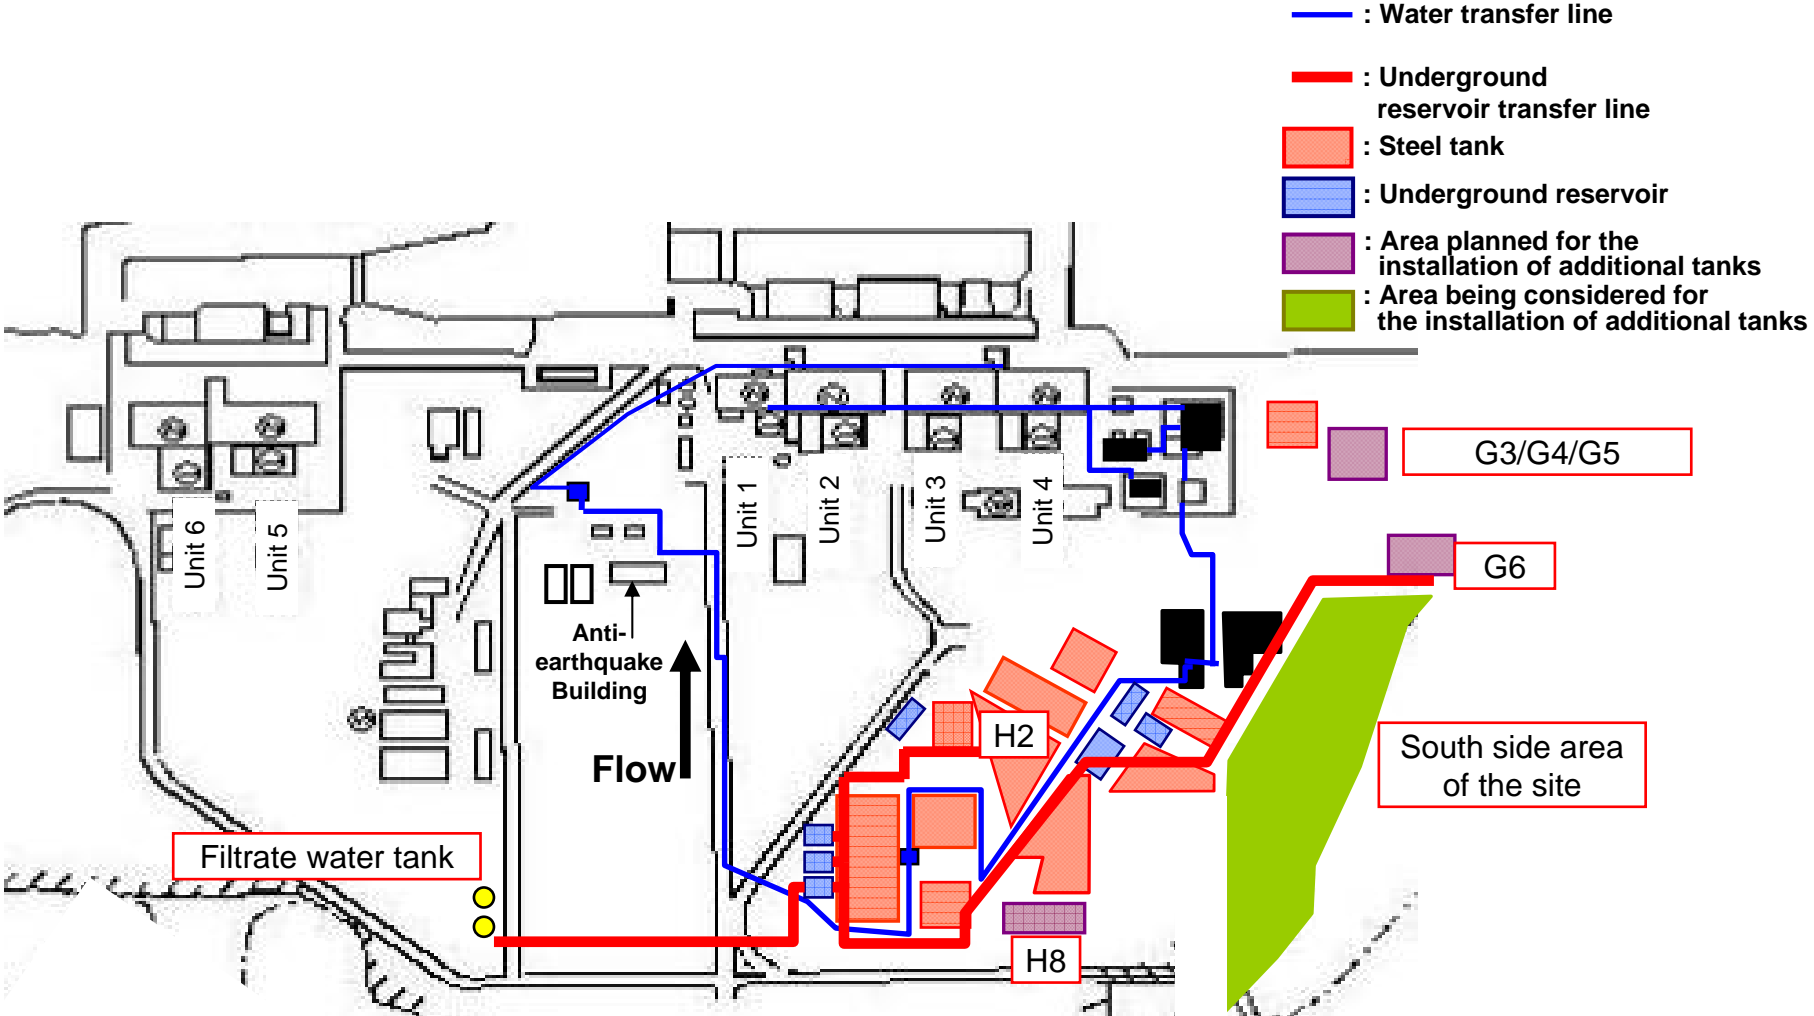 : Water transfer line
: Underground
reservoir transfer line
: Steel tank
: Underground reservoir
: Area planned for the
installation of additional tanks
: Area being considered for
the installation of additional tanks
G3/G4/G5
Unit 1
Unit 2
Unit 3
Unit 4
Unit 6
Unit 5
G6
Anti-
earthquake
Building
Flow
H2
South side area
of the site
Filtrate water tank
H8